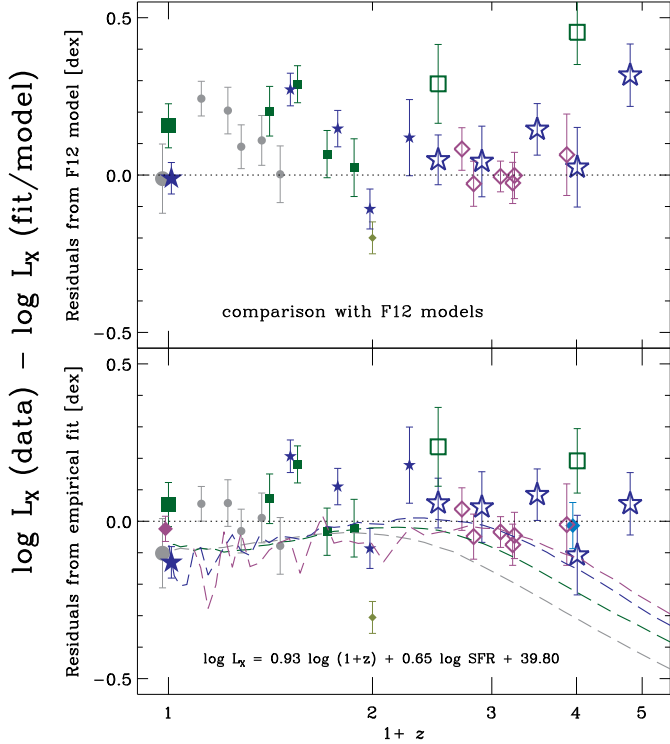 log L_X (data) − log L_X (fit/model)
Residuals from F12 model [dex]
0.5
0.0
−0.5
comparison with F12 models
Residuals from empirical fit [dex]
0.5
0.0
−0.5
log L_X = 0.93 log (1+z) + 0.65 log SFR + 39.80
1 2 3 4 5
1+ z